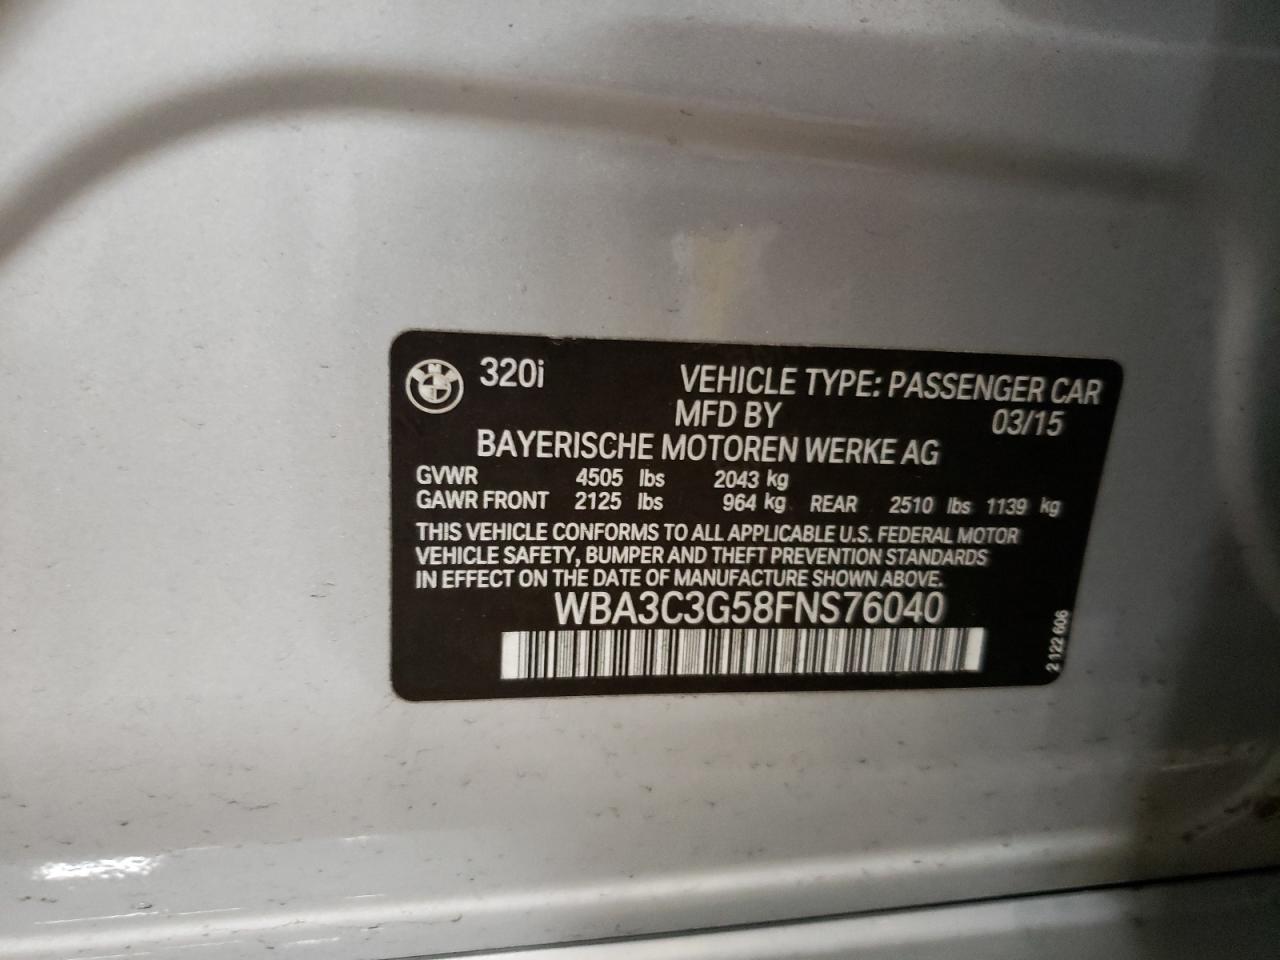 BMW 320i VEHICLE TYPE: PASSENGER CAR
MFD BY 03/15
BAYERISCHE MOTOREN WERKE AG
GVWR 4505 lbs 2043 kg
GAWR FRONT 2125 lbs 964 kg REAR 2510 lbs 1139 kg
THIS VEHICLE CONFORMS TO ALL APPLICABLE U.S. FEDERAL MOTOR
VEHICLE SAFETY, BUMPER AND THEFT PREVENTION STANDARDS
IN EFFECT ON THE DATE OF MANUFACTURE SHOWN ABOVE.
WBA3C3G58FNS76040
2 122 606